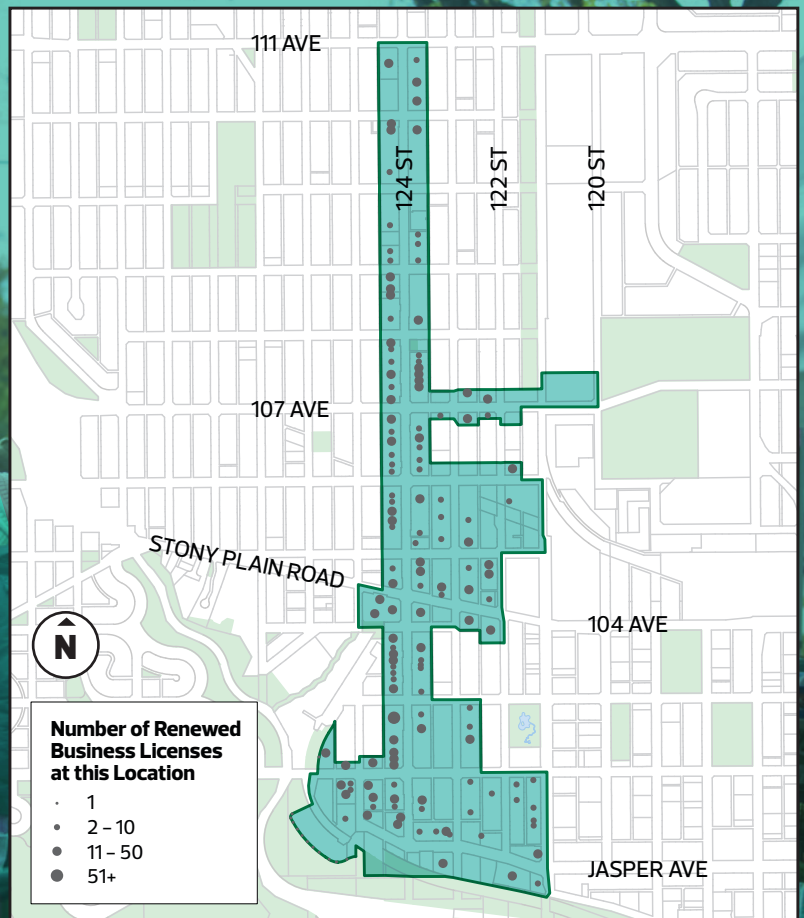 111 AVE
124 ST
122 ST
120 ST
107 AVE
STONY PLAIN ROAD
104 AVE
N
Number of Renewed
Business Licenses
at this Location
1
2 – 10
11 – 50
51+
JASPER AVE